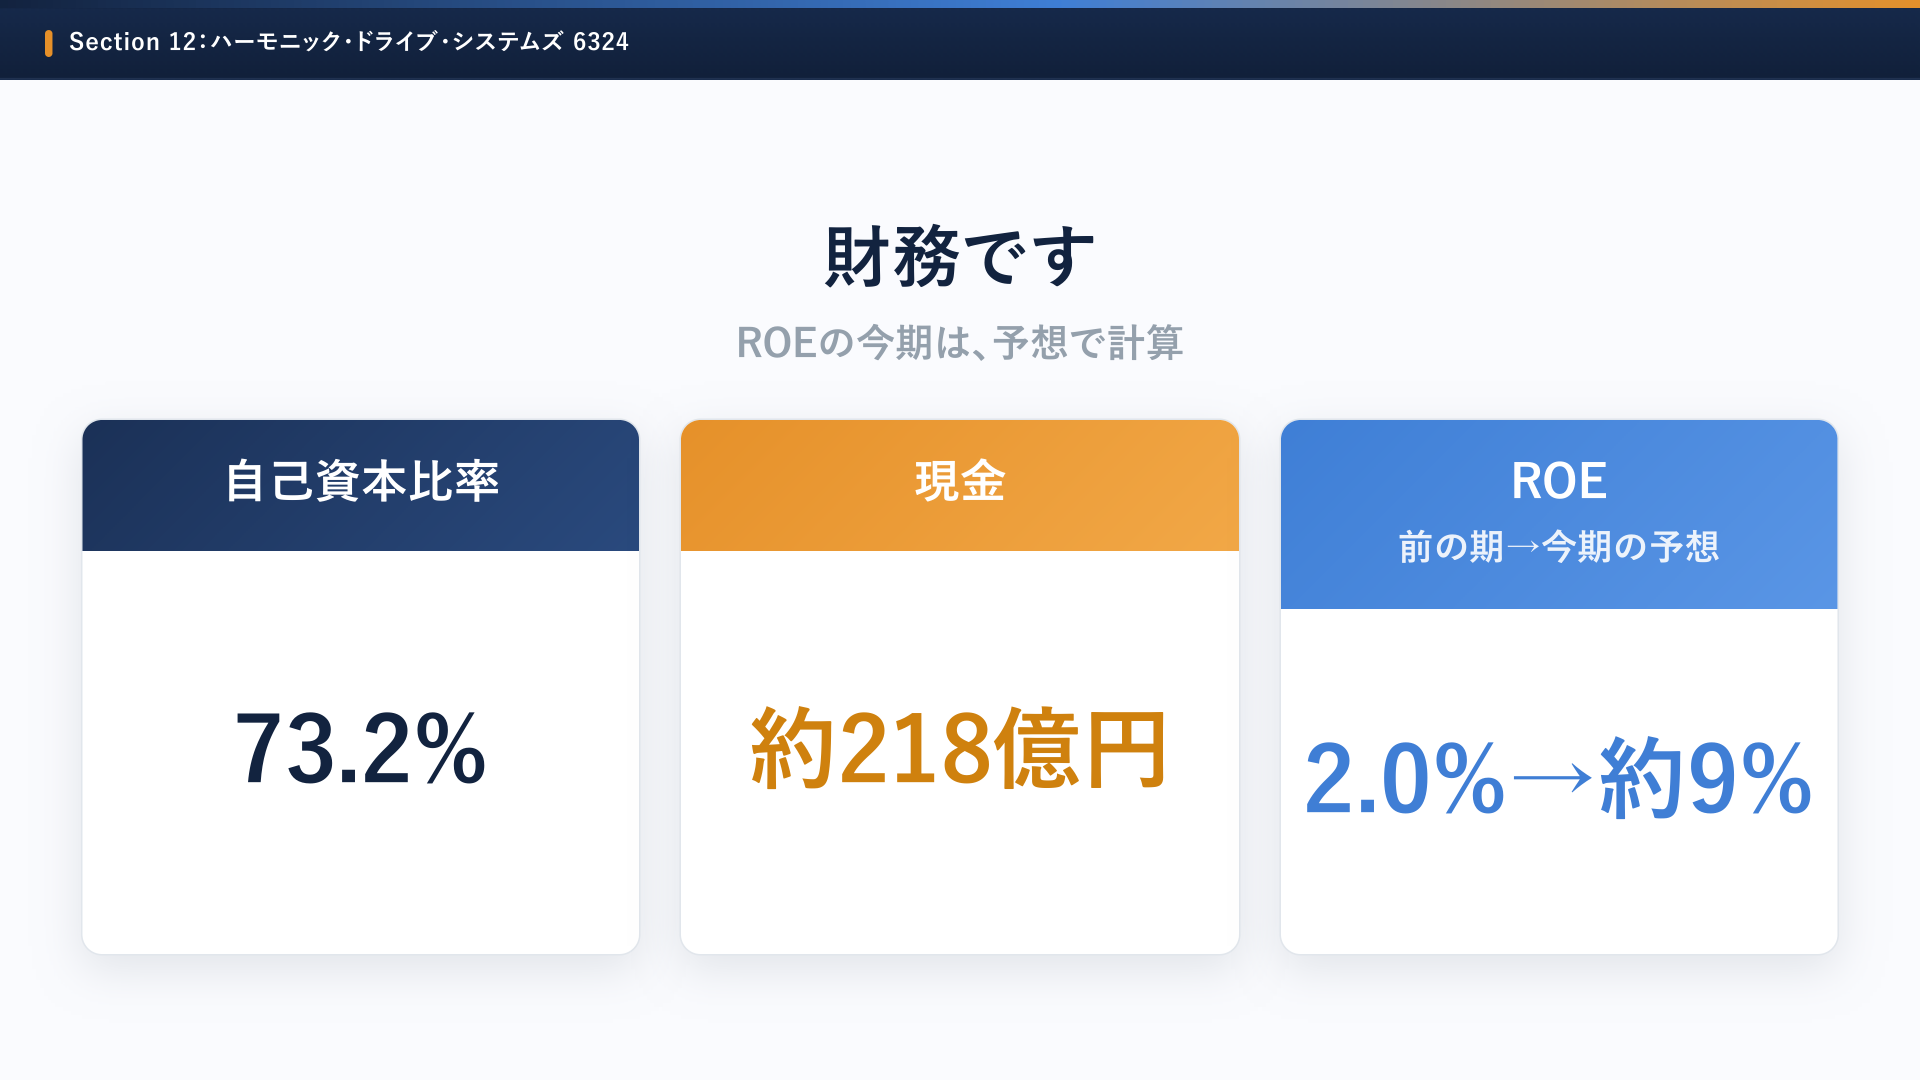 Section 12：ハーモニック・ドライブ・システムズ 6324
財務です
ROEの今期は、予想で計算
自己資本比率
73.2%
現金
約218億円
ROE
前の期→今期の予想
2.0%→約9%